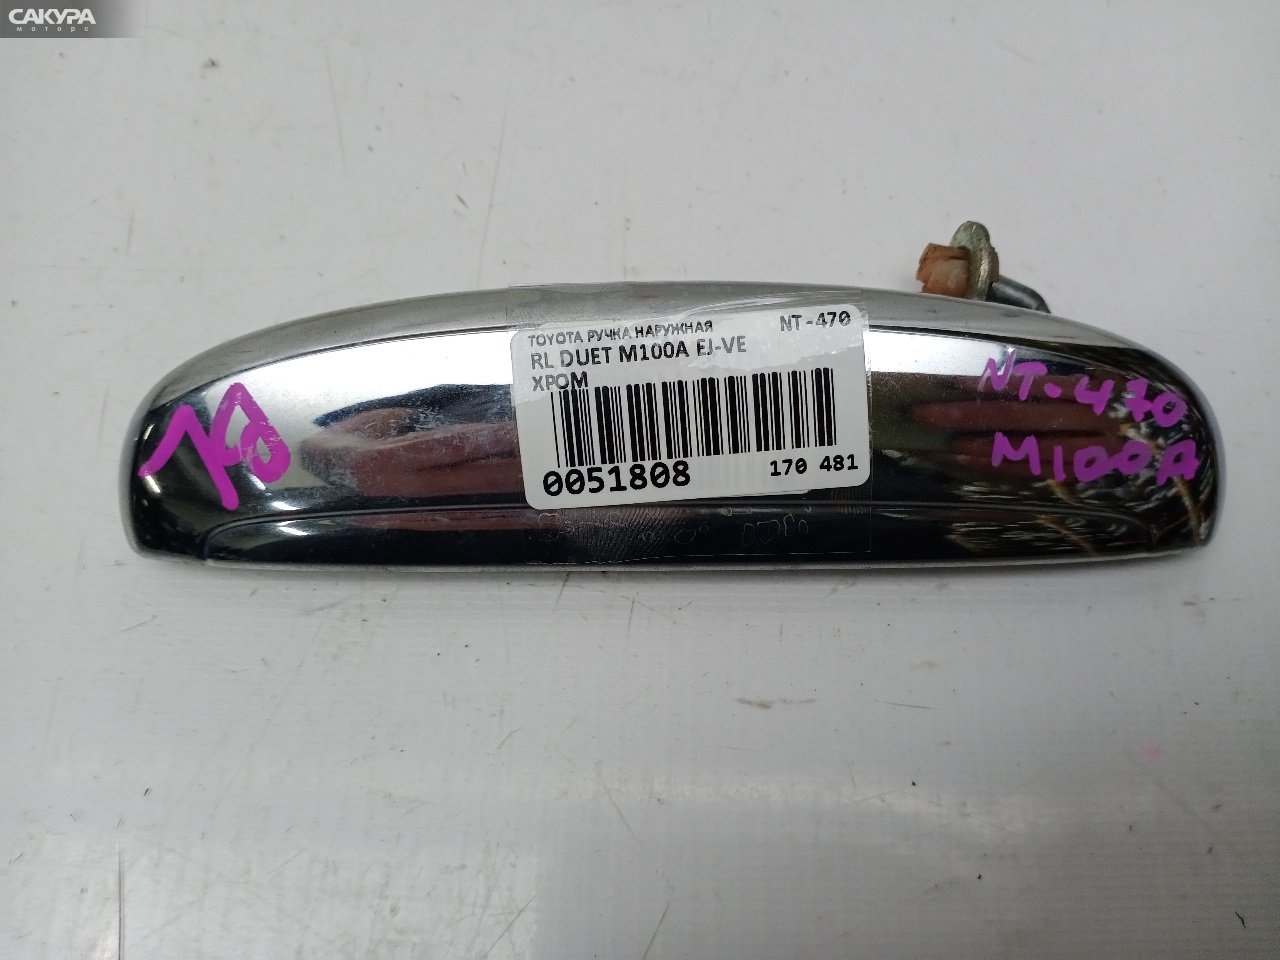 САКУРА
моторс
TOYOTA РУЧКА НАРУЖНАЯ NT-470
RL DUET M100A EJ-VE
ХРОМ
0051808 170 481
NT-470
M100A